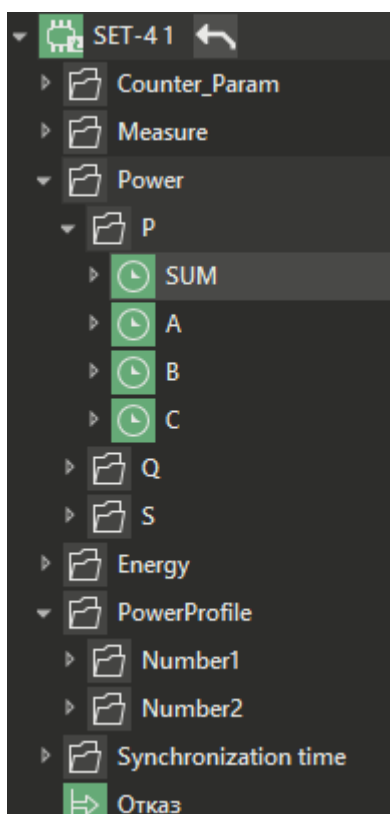 SET-4 1
Counter_Param
Measure
Power
P
SUM
A
B
C
Q
S
Energy
PowerProfile
Number1
Number2
Synchronization time
Отказ